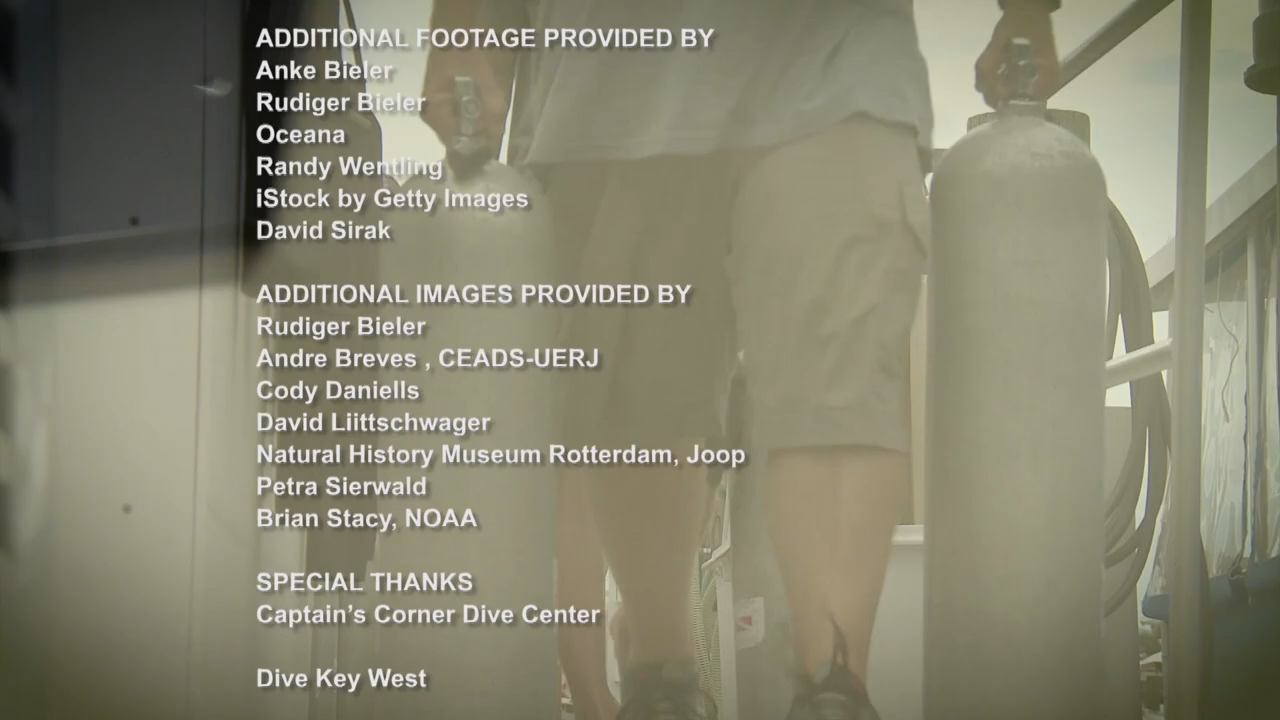 ADDITIONAL FOOTAGE PROVIDED BY
Anke Bieler
Rudiger Bieler
Oceana
Randy Wentling
iStock by Getty Images
David Sirak
ADDITIONAL IMAGES PROVIDED BY
Rudiger Bieler
Andre Breves , CEADS-UERJ
Cody Daniells
David Liittschwager
Natural History Museum Rotterdam, Joop
Petra Sierwald
Brian Stacy, NOAA
SPECIAL THANKS
Captain’s Corner Dive Center
Dive Key West